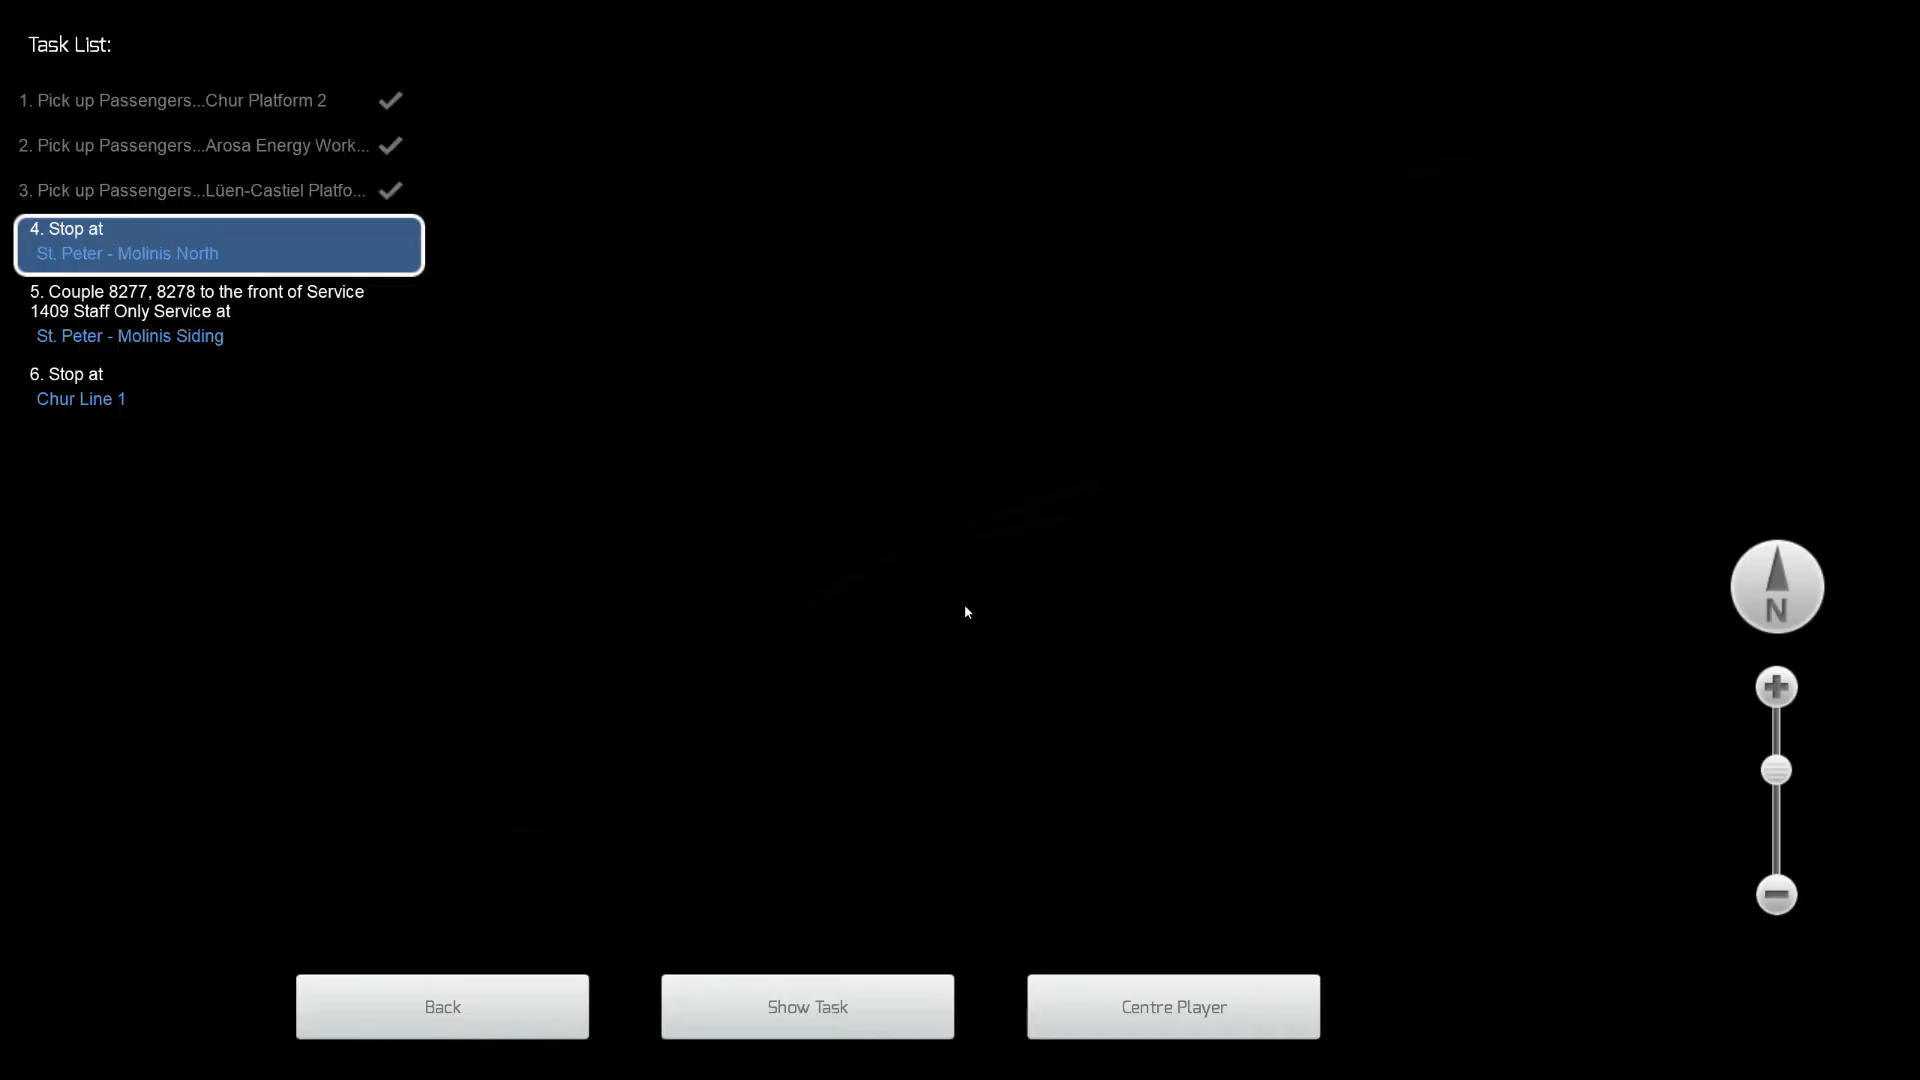 Task List:
1. Pick up Passengers...Chur Platform 2
2. Pick up Passengers...Arosa Energy Work...
3. Pick up Passengers...Lüen-Castiel Platfo...
4. Stop at
St. Peter - Molinis North
5. Couple 8277, 8278 to the front of Service
1409 Staff Only Service at
St. Peter - Molinis Siding
6. Stop at
Chur Line 1
N
Back
Show Task
Centre Player